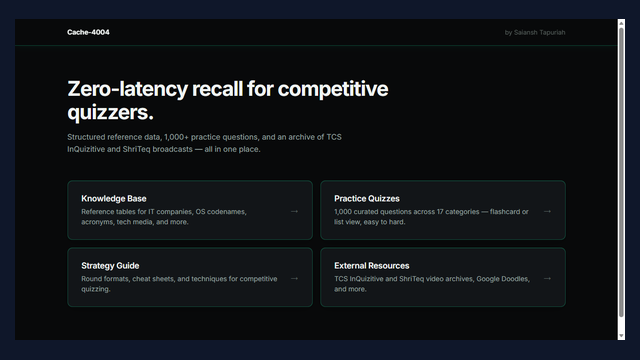 Cache-4004
by Saiansh Tapuriah
Zero-latency recall for competitive
quizzers.
Structured reference data, 1,000+ practice questions, and an archive of TCS
InQuizitive and ShriTeq broadcasts — all in one place.
Knowledge Base
Reference tables for IT companies, OS codenames,
acronyms, tech media, and more.
→
Practice Quizzes
1,000 curated questions across 17 categories — flashcard or
list view, easy to hard.
→
Strategy Guide
Round formats, cheat sheets, and techniques for competitive
quizzing.
→
External Resources
TCS InQuizitive and ShriTeq video archives, Google Doodles,
and more.
→